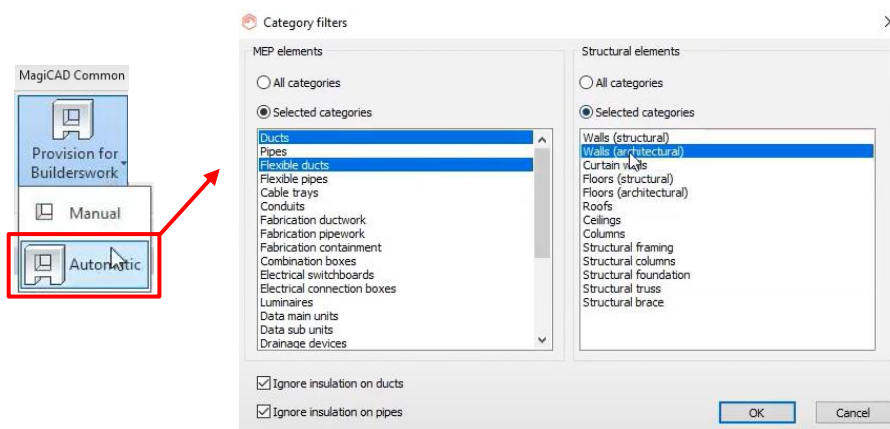 MagiCAD Common
Provision for
Builderswork
Manual
Automatic
Category filters
MEP elements
All categories
Selected categories
Ducts
Pipes
Flexible ducts
Flexible pipes
Cable trays
Conduits
Fabrication ductwork
Fabrication pipework
Fabrication containment
Combination boxes
Electrical switchboards
Electrical connection boxes
Luminaires
Data main units
Data sub units
Drainage devices
Ignore insulation on ducts
Ignore insulation on pipes
Structural elements
All categories
Selected categories
Walls (structural)
Walls (architectural)
Curtain walls
Floors (structural)
Floors (architectural)
Roofs
Ceilings
Columns
Structural framing
Structural columns
Structural foundation
Structural truss
Structural brace
OK
Cancel